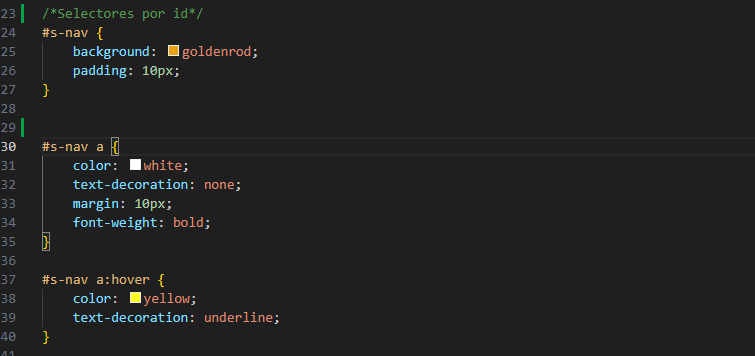 23 /*Selectores por id*/
24 #s-nav {
25 background: goldenrod;
26 padding: 10px;
27 }
28
29
30 #s-nav a {
31 color: white;
32 text-decoration: none;
33 margin: 10px;
34 font-weight: bold;
35 }
36
37 #s-nav a:hover {
38 color: yellow;
39 text-decoration: underline;
40 }
41